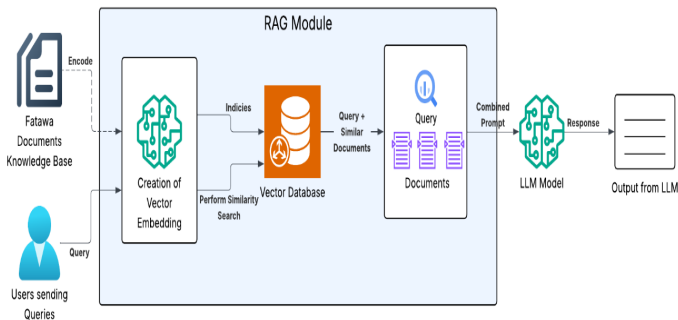 RAG Module
Encode
Fatawa
Documents
Knowledge Base
Users sending
Queries
Query
Creation of
Vector
Embedding
Indicies
Perform Similarity
Search
Vector Database
Query +
Similar
Documents
Query
Documents
Combined
Prompt
LLM Model
Response
Output from LLM